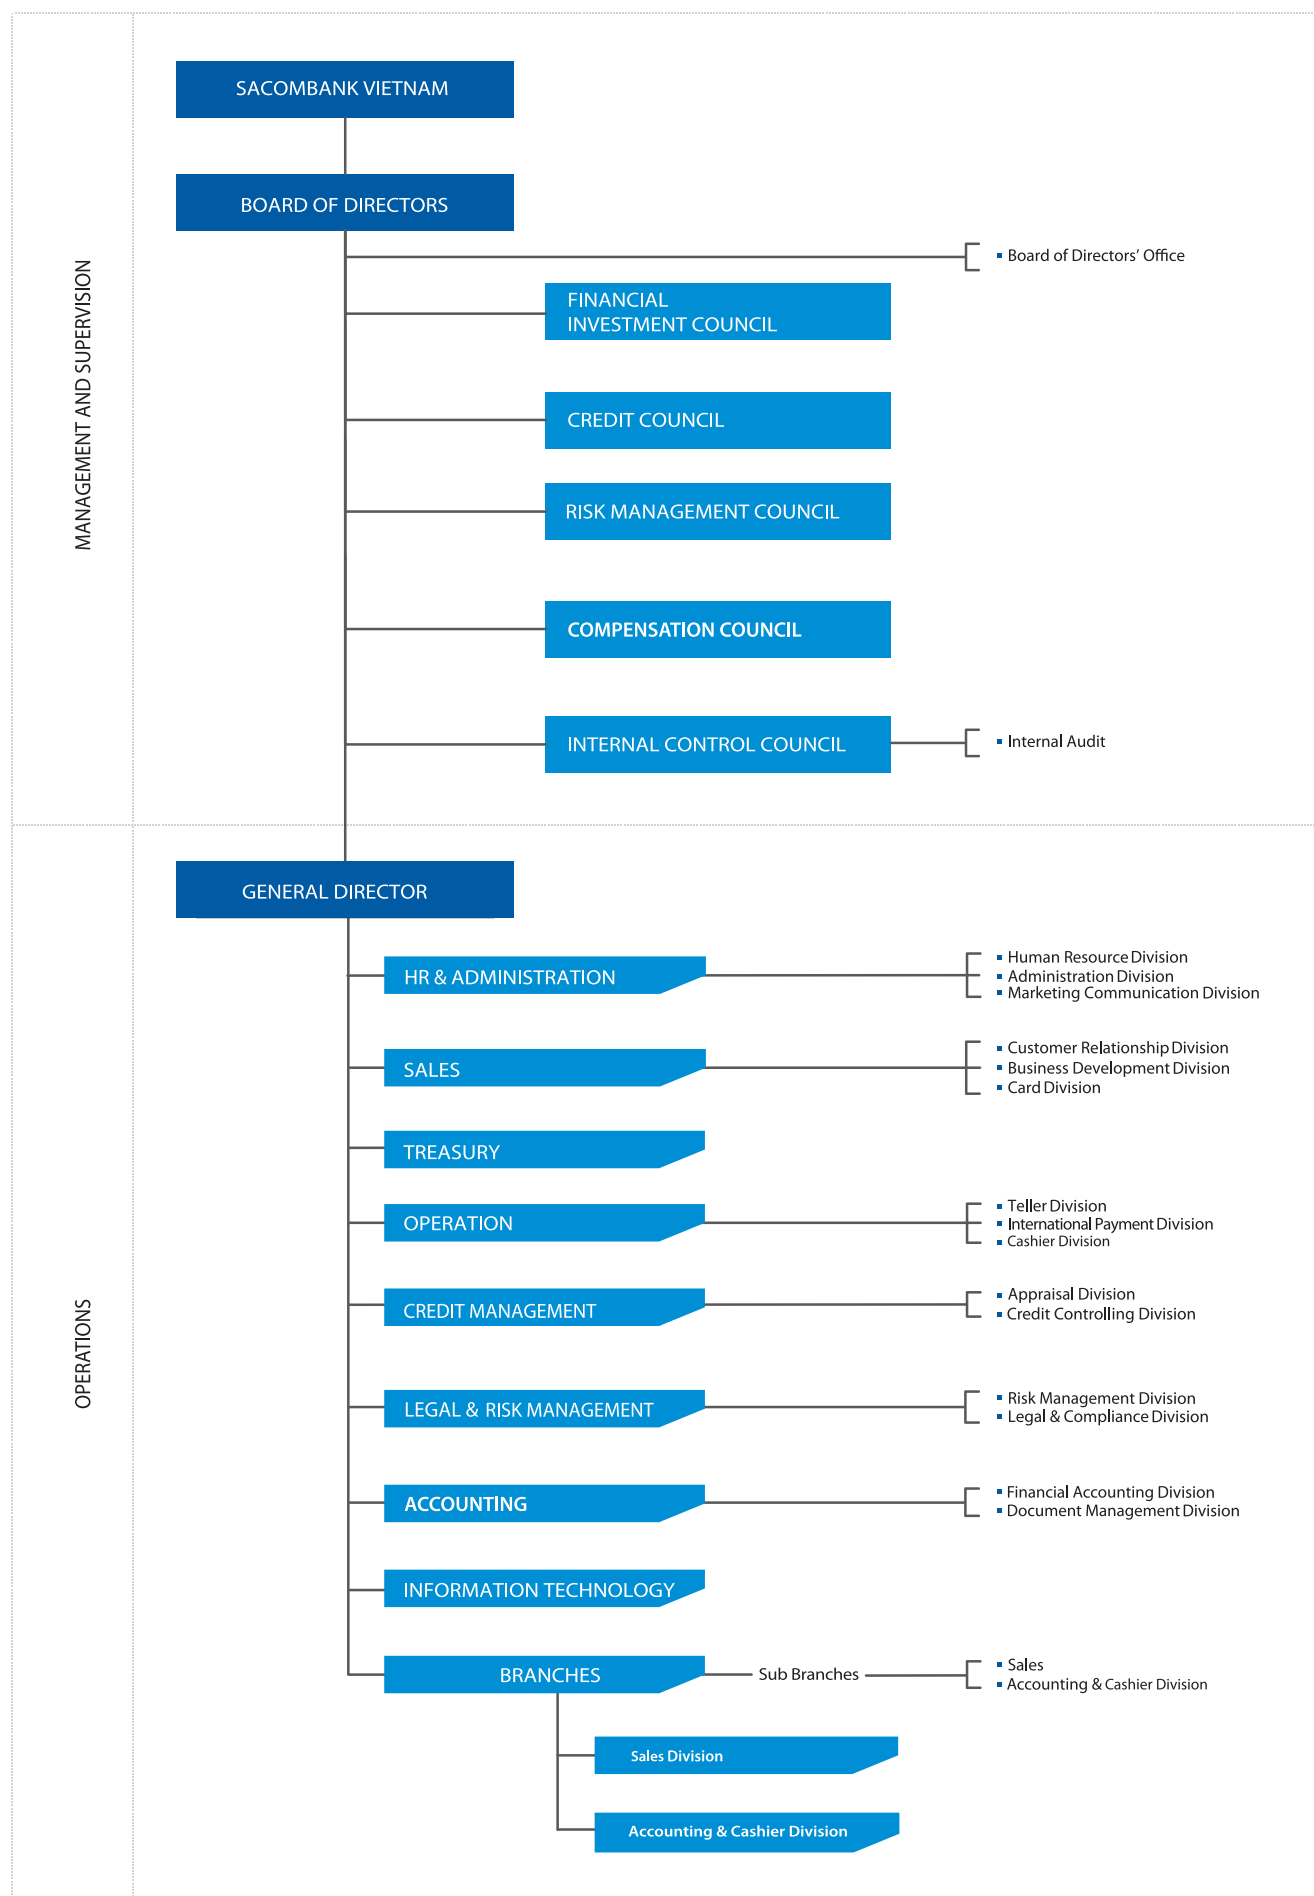 SACOMBANK VIETNAM
BOARD OF DIRECTORS
MANAGEMENT AND SUPERVISION
▪ Board of Directors’ Office
FINANCIAL
INVESTMENT COUNCIL
CREDIT COUNCIL
RISK MANAGEMENT COUNCIL
COMPENSATION COUNCIL
INTERNAL CONTROL COUNCIL
▪ Internal Audit
OPERATIONS
GENERAL DIRECTOR
HR & ADMINISTRATION
▪ Human Resource Division
▪ Administration Division
▪ Marketing Communication Division
SALES
▪ Customer Relationship Division
▪ Business Development Division
▪ Card Division
TREASURY
OPERATION
▪ Teller Division
▪ International Payment Division
▪ Cashier Division
CREDIT MANAGEMENT
▪ Appraisal Division
▪ Credit Controlling Division
LEGAL & RISK MANAGEMENT
▪ Risk Management Division
▪ Legal & Compliance Division
ACCOUNTING
▪ Financial Accounting Division
▪ Document Management Division
INFORMATION TECHNOLOGY
BRANCHES
Sub Branches
▪ Sales
▪ Accounting & Cashier Division
Sales Division
Accounting & Cashier Division